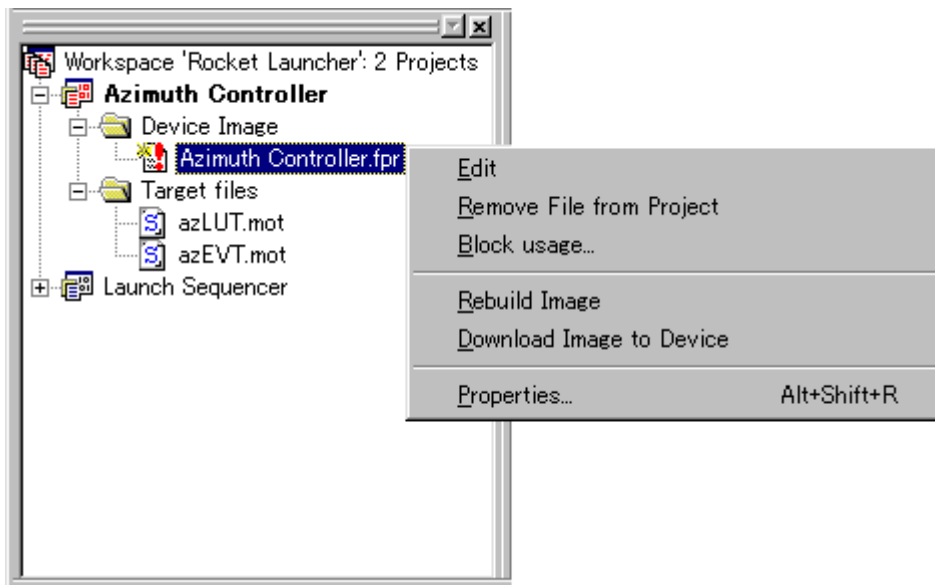 Workspace 'Rocket Launcher': 2 Projects
Azimuth Controller
Device Image
Azimuth Controller.fpr
Target files
azLUT.mot
azEVT.mot
Launch Sequencer
Edit
Remove File from Project
Block usage...
Rebuild Image
Download Image to Device
Properties... Alt+Shift+R